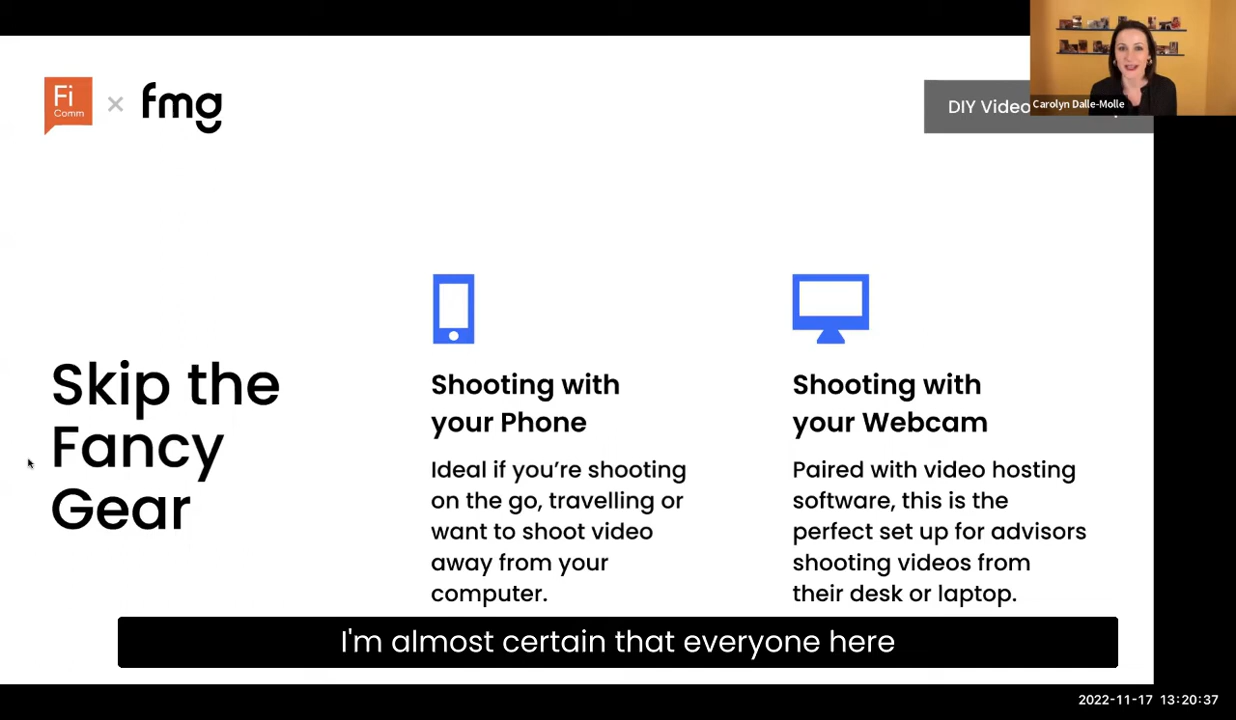 Fi
Comm
×
fmg
DIY Video
Carolyn Dalle-Molle
Skip the
Fancy
Gear
Shooting with
your Phone
Ideal if you’re shooting
on the go, travelling or
want to shoot video
away from your
computer.
Shooting with
your Webcam
Paired with video hosting
software, this is the
perfect set up for advisors
shooting videos from
their desk or laptop.
I'm almost certain that everyone here
2022-11-17 13:20:37